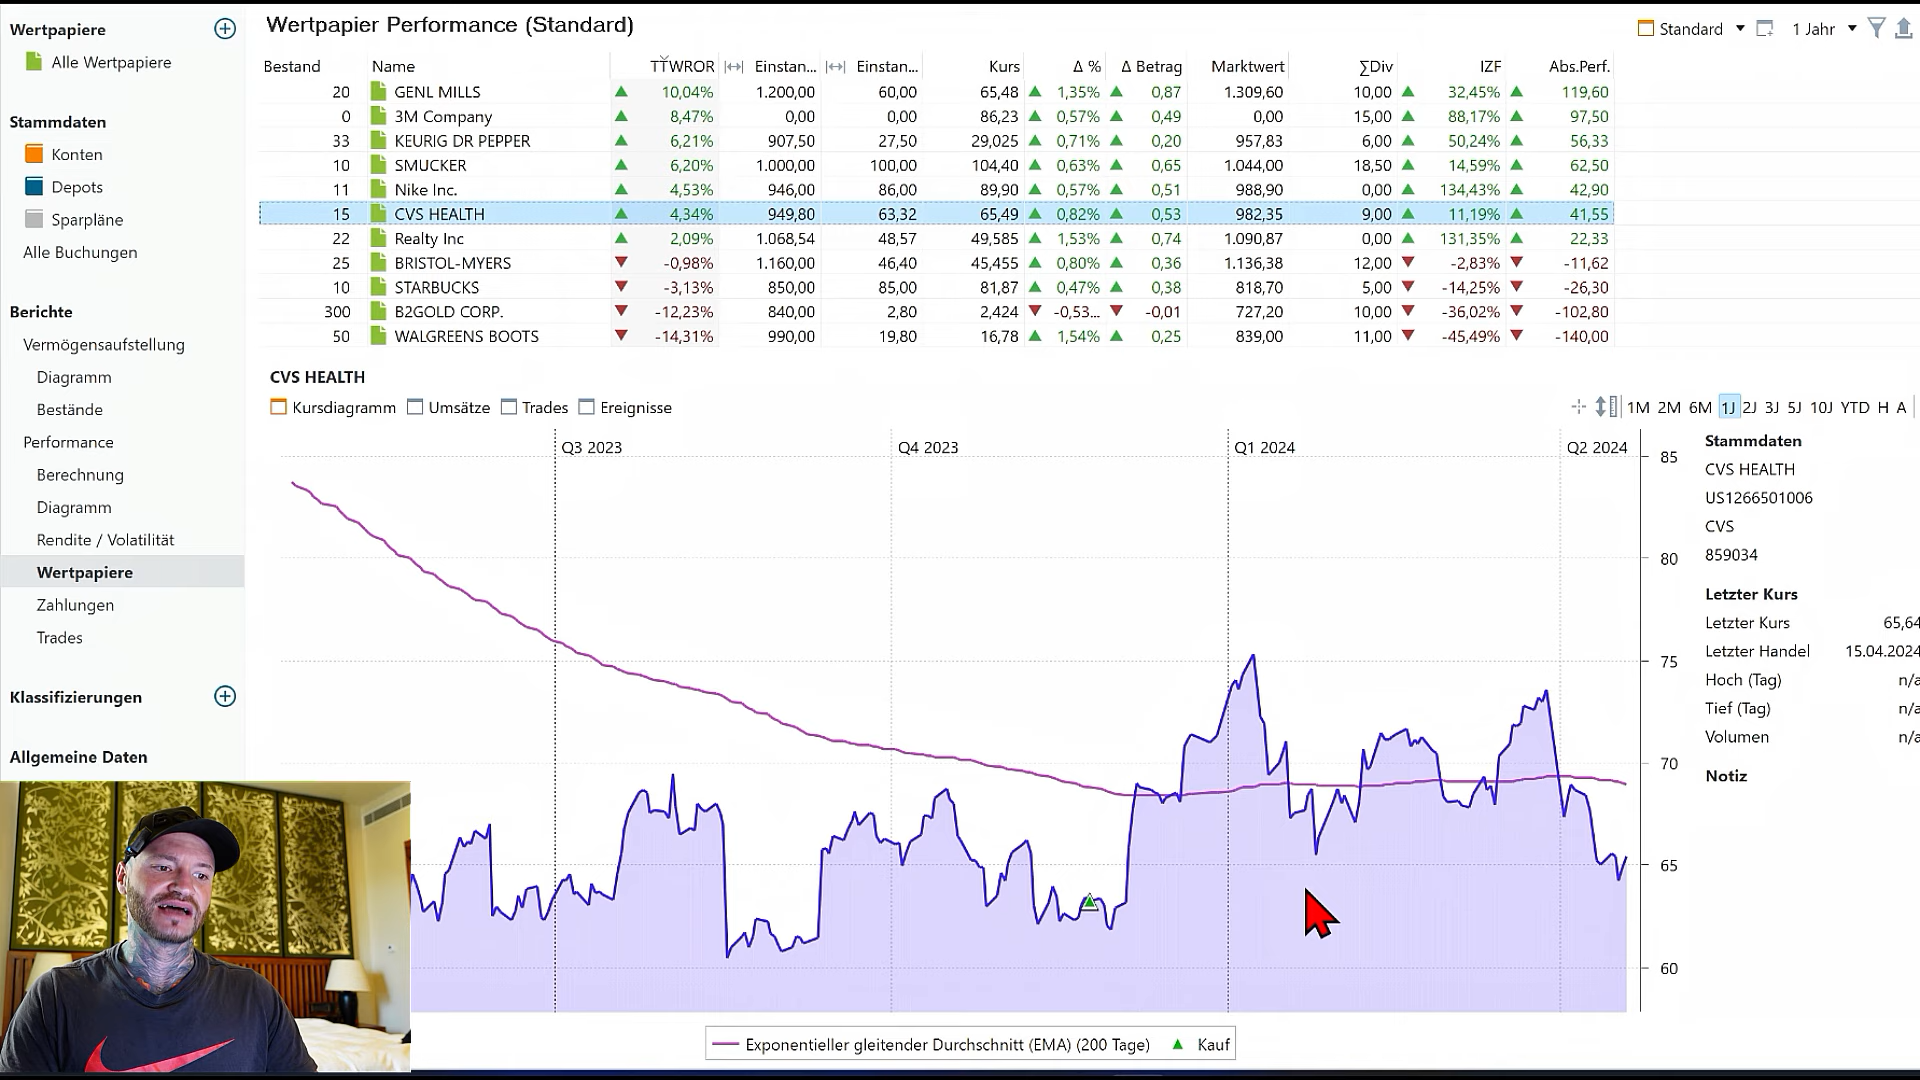 Wertpapiere
Alle Wertpapiere
Stammdaten
Konten
Depots
Sparpläne
Alle Buchungen
Berichte
Vermögensaufstellung
Diagramm
Bestände
Performance
Berechnung
Diagramm
Rendite / Volatilität
Wertpapiere
Zahlungen
Trades
Klassifizierungen
Allgemeine Daten
Wertpapier Performance (Standard)
Standard 1 Jahr
Bestand Name TTWROR Einstan... Einstan... Kurs Δ % Δ Betrag Marktwert ∑Div IZF Abs.Perf.
20 GENL MILLS 10,04% 1.200,00 60,00 65,48 1,35% 0,87 1.309,60 10,00 32,45% 119,60
0 3M Company 8,47% 0,00 0,00 86,23 0,57% 0,49 0,00 15,00 88,17% 97,50
33 KEURIG DR PEPPER 6,21% 907,50 27,50 29,025 0,71% 0,20 957,83 6,00 50,24% 56,33
10 SMUCKER 6,20% 1.000,00 100,00 104,40 0,63% 0,65 1.044,00 18,50 14,59% 62,50
11 Nike Inc. 4,53% 946,00 86,00 89,90 0,57% 0,51 988,90 0,00 134,43% 42,90
15 CVS HEALTH 4,34% 949,80 63,32 65,49 0,82% 0,53 982,35 9,00 11,19% 41,55
22 Realty Inc 2,09% 1.068,54 48,57 49,585 1,53% 0,74 1.090,87 0,00 131,35% 22,33
25 BRISTOL-MYERS -0,98% 1.160,00 46,40 45,455 0,80% 0,36 1.136,38 12,00 -2,83% -11,62
10 STARBUCKS -3,13% 850,00 85,00 81,87 0,47% 0,38 818,70 5,00 -14,25% -26,30
300 B2GOLD CORP. -12,23% 840,00 2,80 2,424 -0,53... -0,01 727,20 10,00 -36,02% -102,80
50 WALGREENS BOOTS -14,31% 990,00 19,80 16,78 1,54% 0,25 839,00 11,00 -45,49% -140,00
CVS HEALTH
Kursdiagramm Umsätze Trades Ereignisse
1M 2M 6M 1J 2J 3J 5J 10J YTD H A
Q3 2023 Q4 2023 Q1 2024 Q2 2024
85
80
75
70
65
60
Exponentieller gleitender Durchschnitt (EMA) (200 Tage) Kauf
Stammdaten
CVS HEALTH
US1266501006
CVS
859034
Letzter Kurs
Letzter Kurs 65,64
Letzter Handel 15.04.2024
Hoch (Tag) n/a
Tief (Tag) n/a
Volumen n/a
Notiz